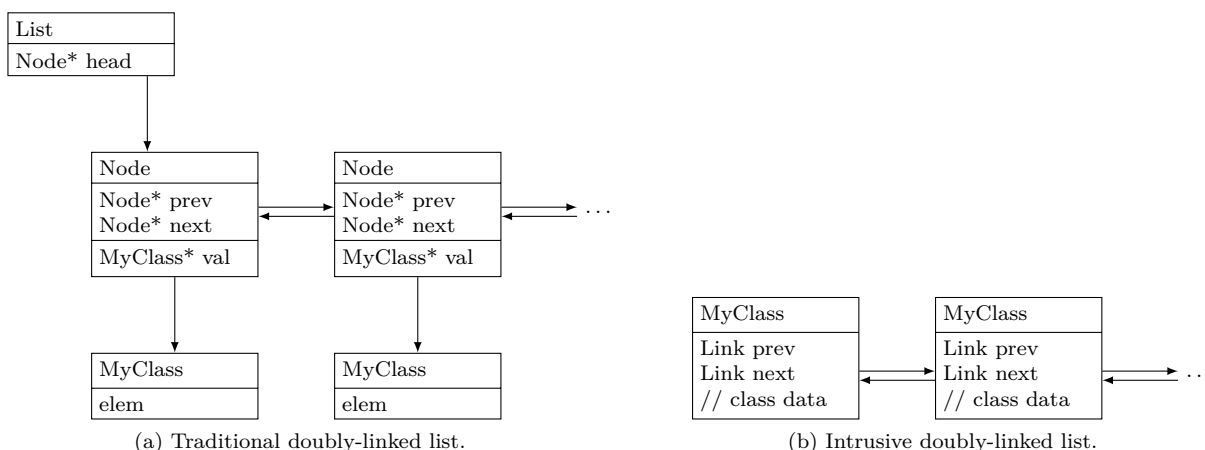 List
Node* head
Node
Node* prev
Node* next
MyClass* val
Node
Node* prev
Node* next
MyClass* val
...
MyClass
elem
MyClass
elem
(a) Traditional doubly-linked list.
MyClass
Link prev
Link next
// class data
MyClass
Link prev
Link next
// class data
..
(b) Intrusive doubly-linked list.